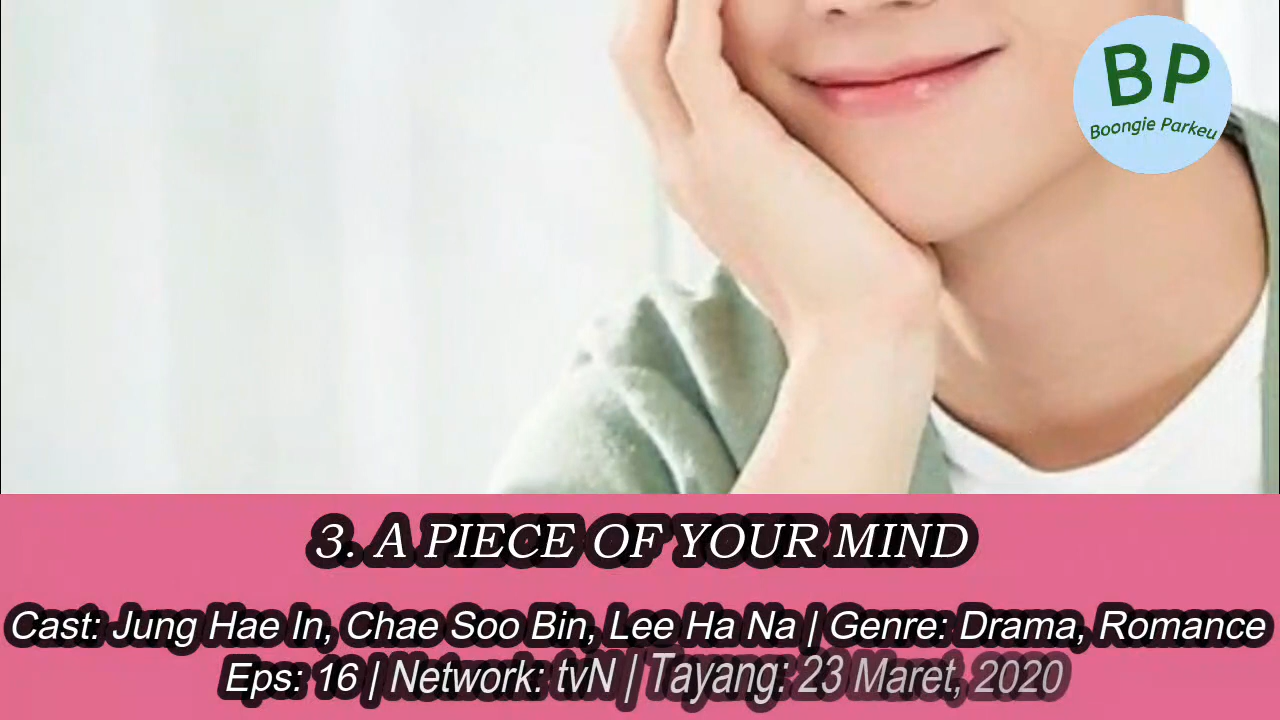 BP
Boongie Parkeu
3. A PIECE OF YOUR MIND
Cast: Jung Hae In, Chae Soo Bin, Lee Ha Na | Genre: Drama, Romance
Eps: 16 | Network: tvN | Tayang: 23 Maret, 2020